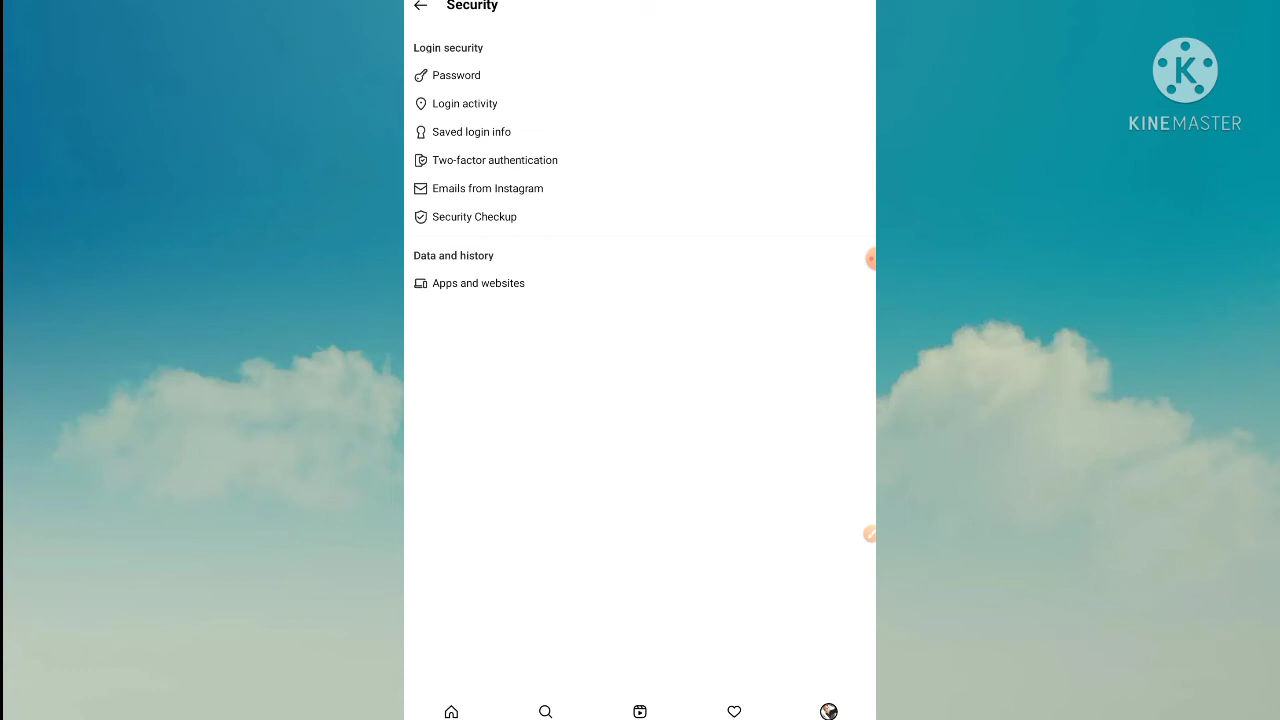 Security
Login security
Password
Login activity
Saved login info
Two-factor authentication
Emails from Instagram
Security Checkup
Data and history
Apps and websites
K
KINEMASTER